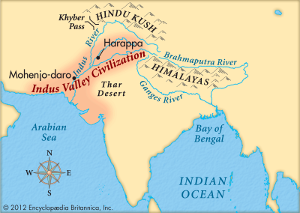 HINDU KUSH
Khyber
Pass
Indus River
Harappa
Brahmaputra River
Mohenjo-daro
HIMALAYAS
Indus Valley Civilization
Thar
Desert
Ganges River
Arabian
Sea
Bay of
Bengal
N
W
E
S
INDIAN
OCEAN
© 2012 Encyclopædia Britannica, Inc.